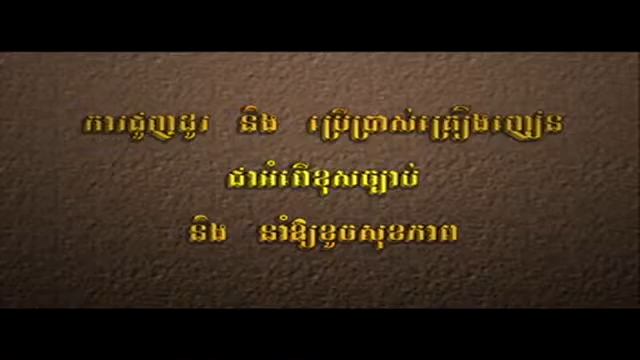 ការជួញដូរ និង ប្រើប្រាស់គ្រឿងញៀន
ជាអំពើខុសច្បាប់
និង នាំឱ្យខូចសុខភាព